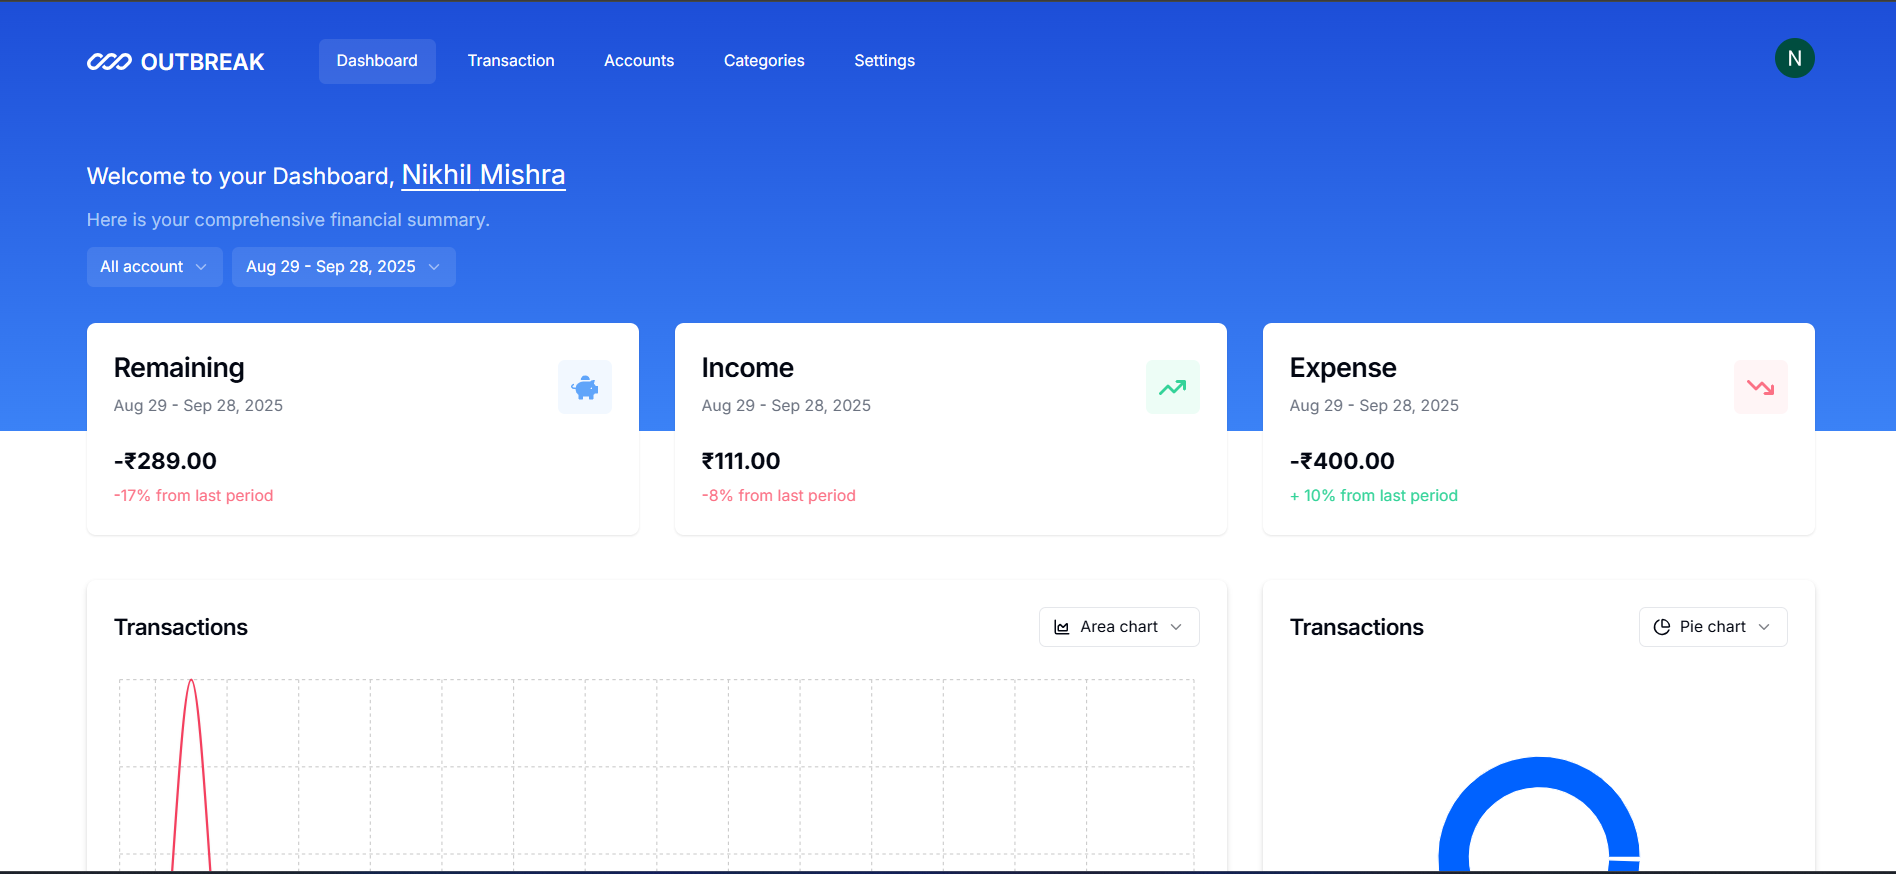 OUTBREAK
Dashboard
Transaction
Accounts
Categories
Settings
N
Welcome to your Dashboard, Nikhil Mishra
Here is your comprehensive financial summary.
All account
Aug 29 - Sep 28, 2025
Remaining
Aug 29 - Sep 28, 2025
-₹289.00
-17% from last period
Income
Aug 29 - Sep 28, 2025
₹111.00
-8% from last period
Expense
Aug 29 - Sep 28, 2025
-₹400.00
+ 10% from last period
Transactions
Area chart
Transactions
Pie chart